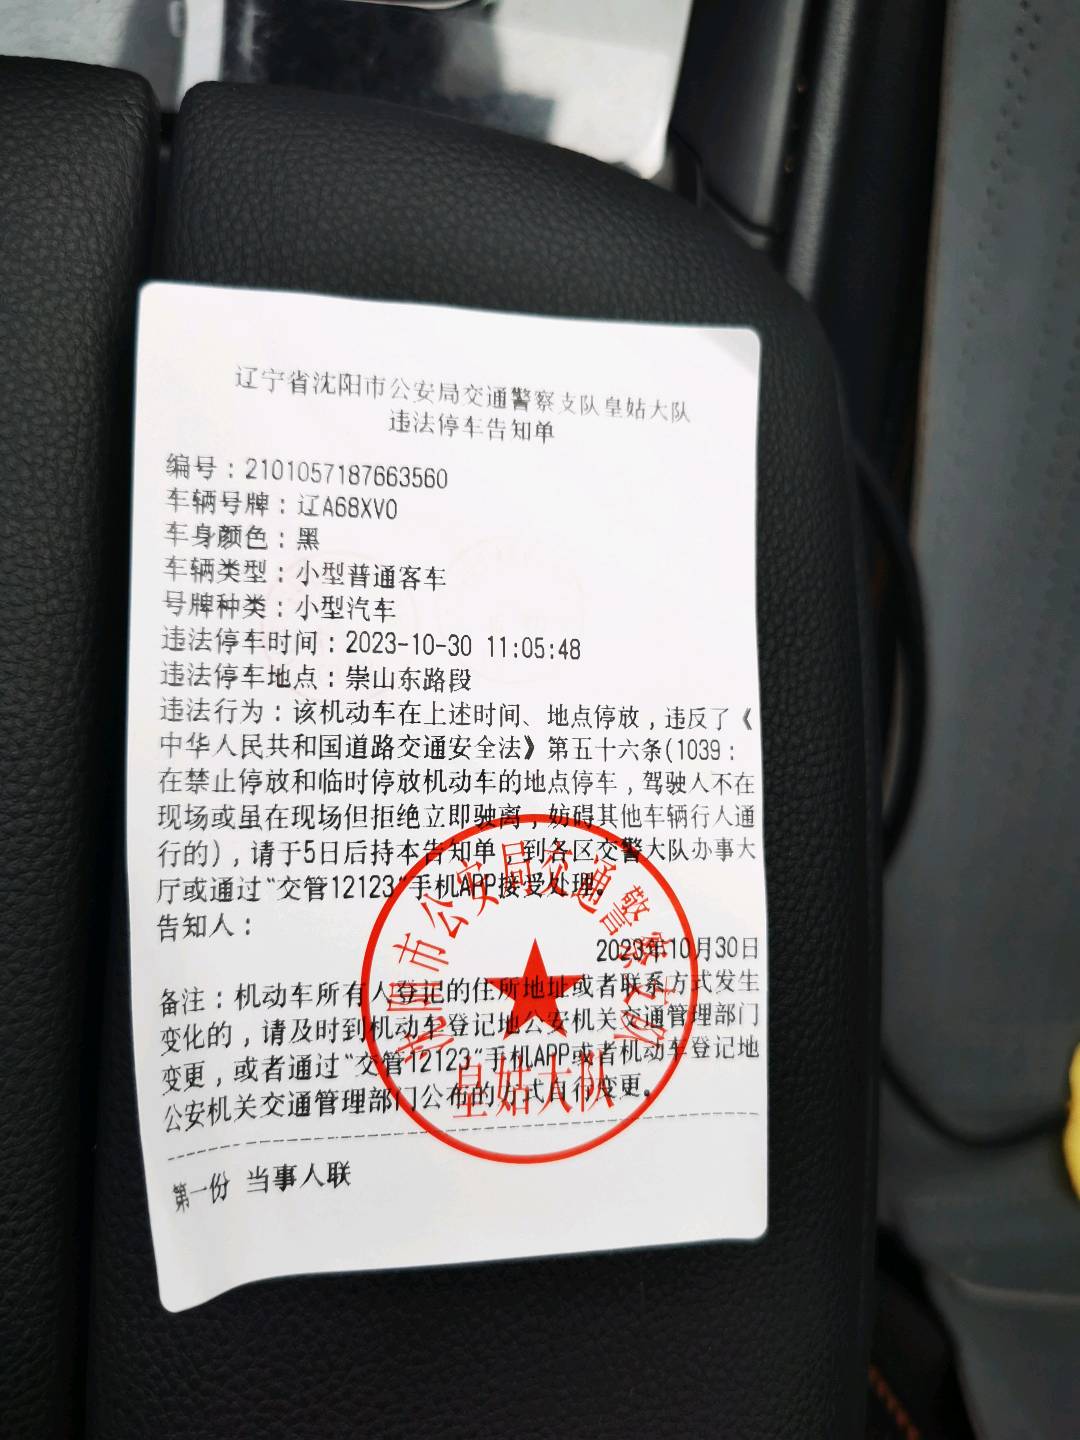 辽宁省沈阳市公安局交通警察支队皇姑大队
违法停车告知单
编号：2101057187663560
车辆号牌：辽A68XV0
车身颜色：黑
车辆类型：小型普通客车
号牌种类：小型汽车
违法停车时间：2023-10-30 11:05:48
违法停车地点：崇山东路段
违法行为：该机动车在上述时间、地点停放，违反了《
中华人民共和国道路交通安全法》第五十六条(1039：
在禁止停放和临时停放机动车的地点停车，驾驶人不在
现场或虽在现场但拒绝立即驶离，妨碍其他车辆行人通
行的)，请于5日后持本告知单，到各区交警大队办事大
厅或通过“交管12123”手机APP接受处理。
告知人：
2023年10月30日
备注：机动车所有人登记的住所地址或者联系方式发生
变化的，请及时到机动车登记地公安机关交通管理部门
变更，或者通过“交管12123”手机APP或者机动车登记地
公安机关交通管理部门公布的方式自行变更。
第一份 当事人联
沈阳市公安局交通警察支队
皇姑大队